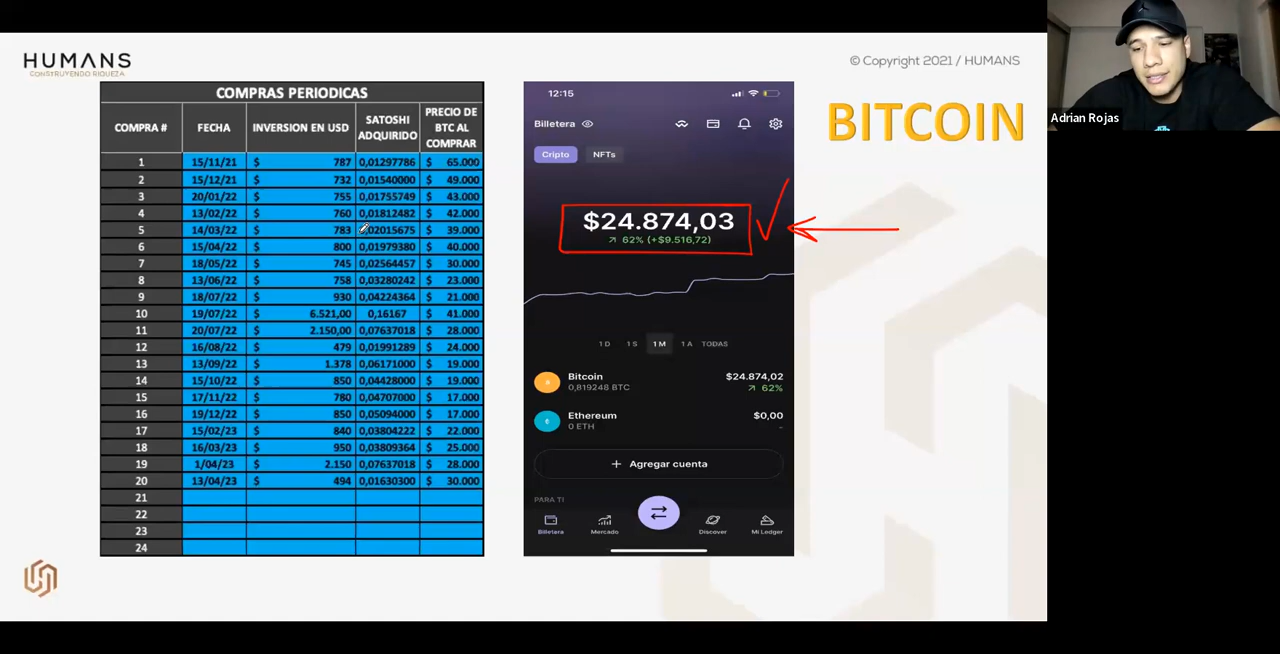 HUMANS
CONSTRUYENDO RIQUEZA
© Copyright 2021 / HUMANS
COMPRAS PERIODICAS
COMPRA # FECHA INVERSION EN USD SATOSHI ADQUIRIDO PRECIO DE BTC AL COMPRAR
1 15/11/21 $ 787 0,01297786 $ 65.000
2 15/12/21 $ 732 0,01540000 $ 49.000
3 20/01/22 $ 755 0,01755749 $ 43.000
4 13/02/22 $ 760 0,01812482 $ 42.000
5 14/03/22 $ 783 02015675 $ 39.000
6 15/04/22 $ 800 0,01979380 $ 40.000
7 18/05/22 $ 745 0,02564457 $ 30.000
8 13/06/22 $ 758 0,03280242 $ 23.000
9 18/07/22 $ 930 0,04224364 $ 21.000
10 19/07/22 $ 6.521,00 0,16167 $ 41.000
11 20/07/22 $ 2.150,00 0,07637018 $ 28.000
12 16/08/22 $ 479 0,01991289 $ 24.000
13 13/09/22 $ 1.378 0,06171000 $ 19.000
14 15/10/22 $ 850 0,04428000 $ 19.000
15 17/11/22 $ 780 0,04707000 $ 17.000
16 19/12/22 $ 850 0,05094000 $ 17.000
17 15/02/23 $ 840 0,03804222 $ 22.000
18 16/03/23 $ 950 0,03809364 $ 25.000
19 1/04/23 $ 2.150 0,07637018 $ 28.000
20 13/04/23 $ 494 0,01630300 $ 30.000
21
22
23
24
12:15
Billetera
Cripto NFTs
$24.874,03
62% (+$9.516,72)
1 D 1 S 1 M 1 A TODAS
Bitcoin $24.874,02
0,819248 BTC 62%
Ethereum $0,00
0 ETH -
+ Agregar cuenta
PARA TI
Billetara Mercado Discover Mi Ledger
BITCOIN
Adrian Rojas